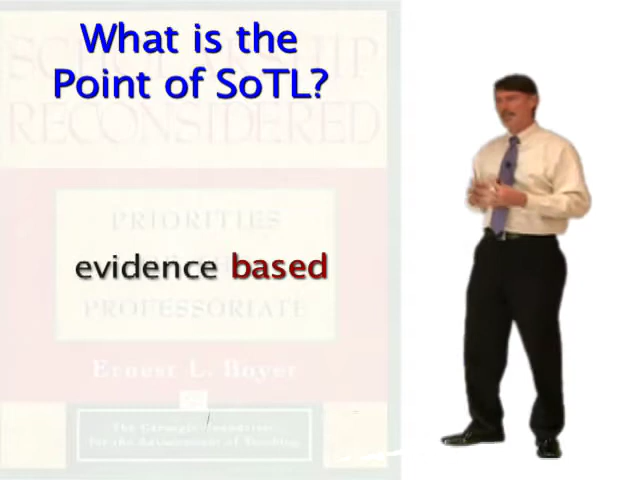 What is the
Point of SoTL?
SCHOLARSHIP
RECONSIDERED
PRIORITIES
evidence based
PROFESSORIATE
Ernest L. Boyer
The Carnegie Foundation
for the Advancement of Teaching